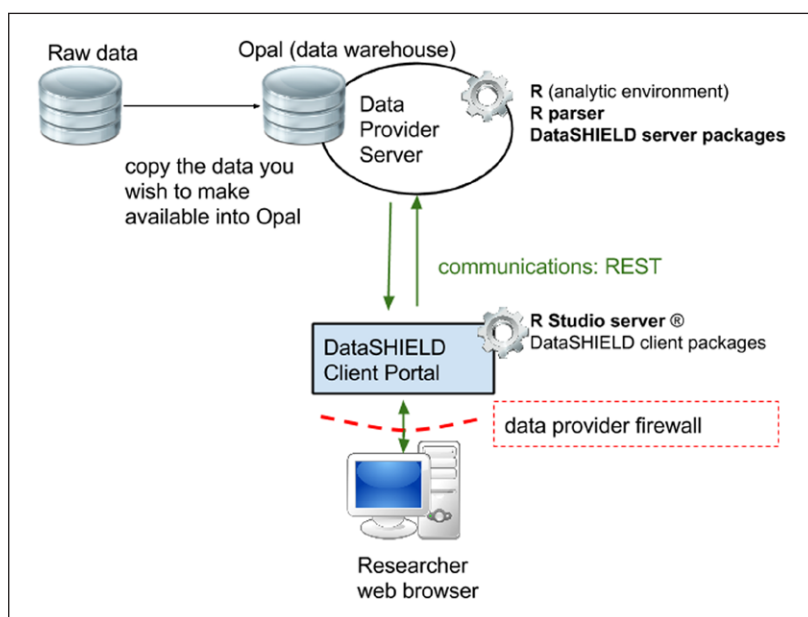 Raw data
Opal (data warehouse)
Data
Provider
Server
R (analytic environment)
R parser
DataSHIELD server packages
copy the data you
wish to make
available into Opal
communications: REST
R Studio server ®
DataSHIELD client packages
DataSHIELD
Client Portal
data provider firewall
Researcher
web browser